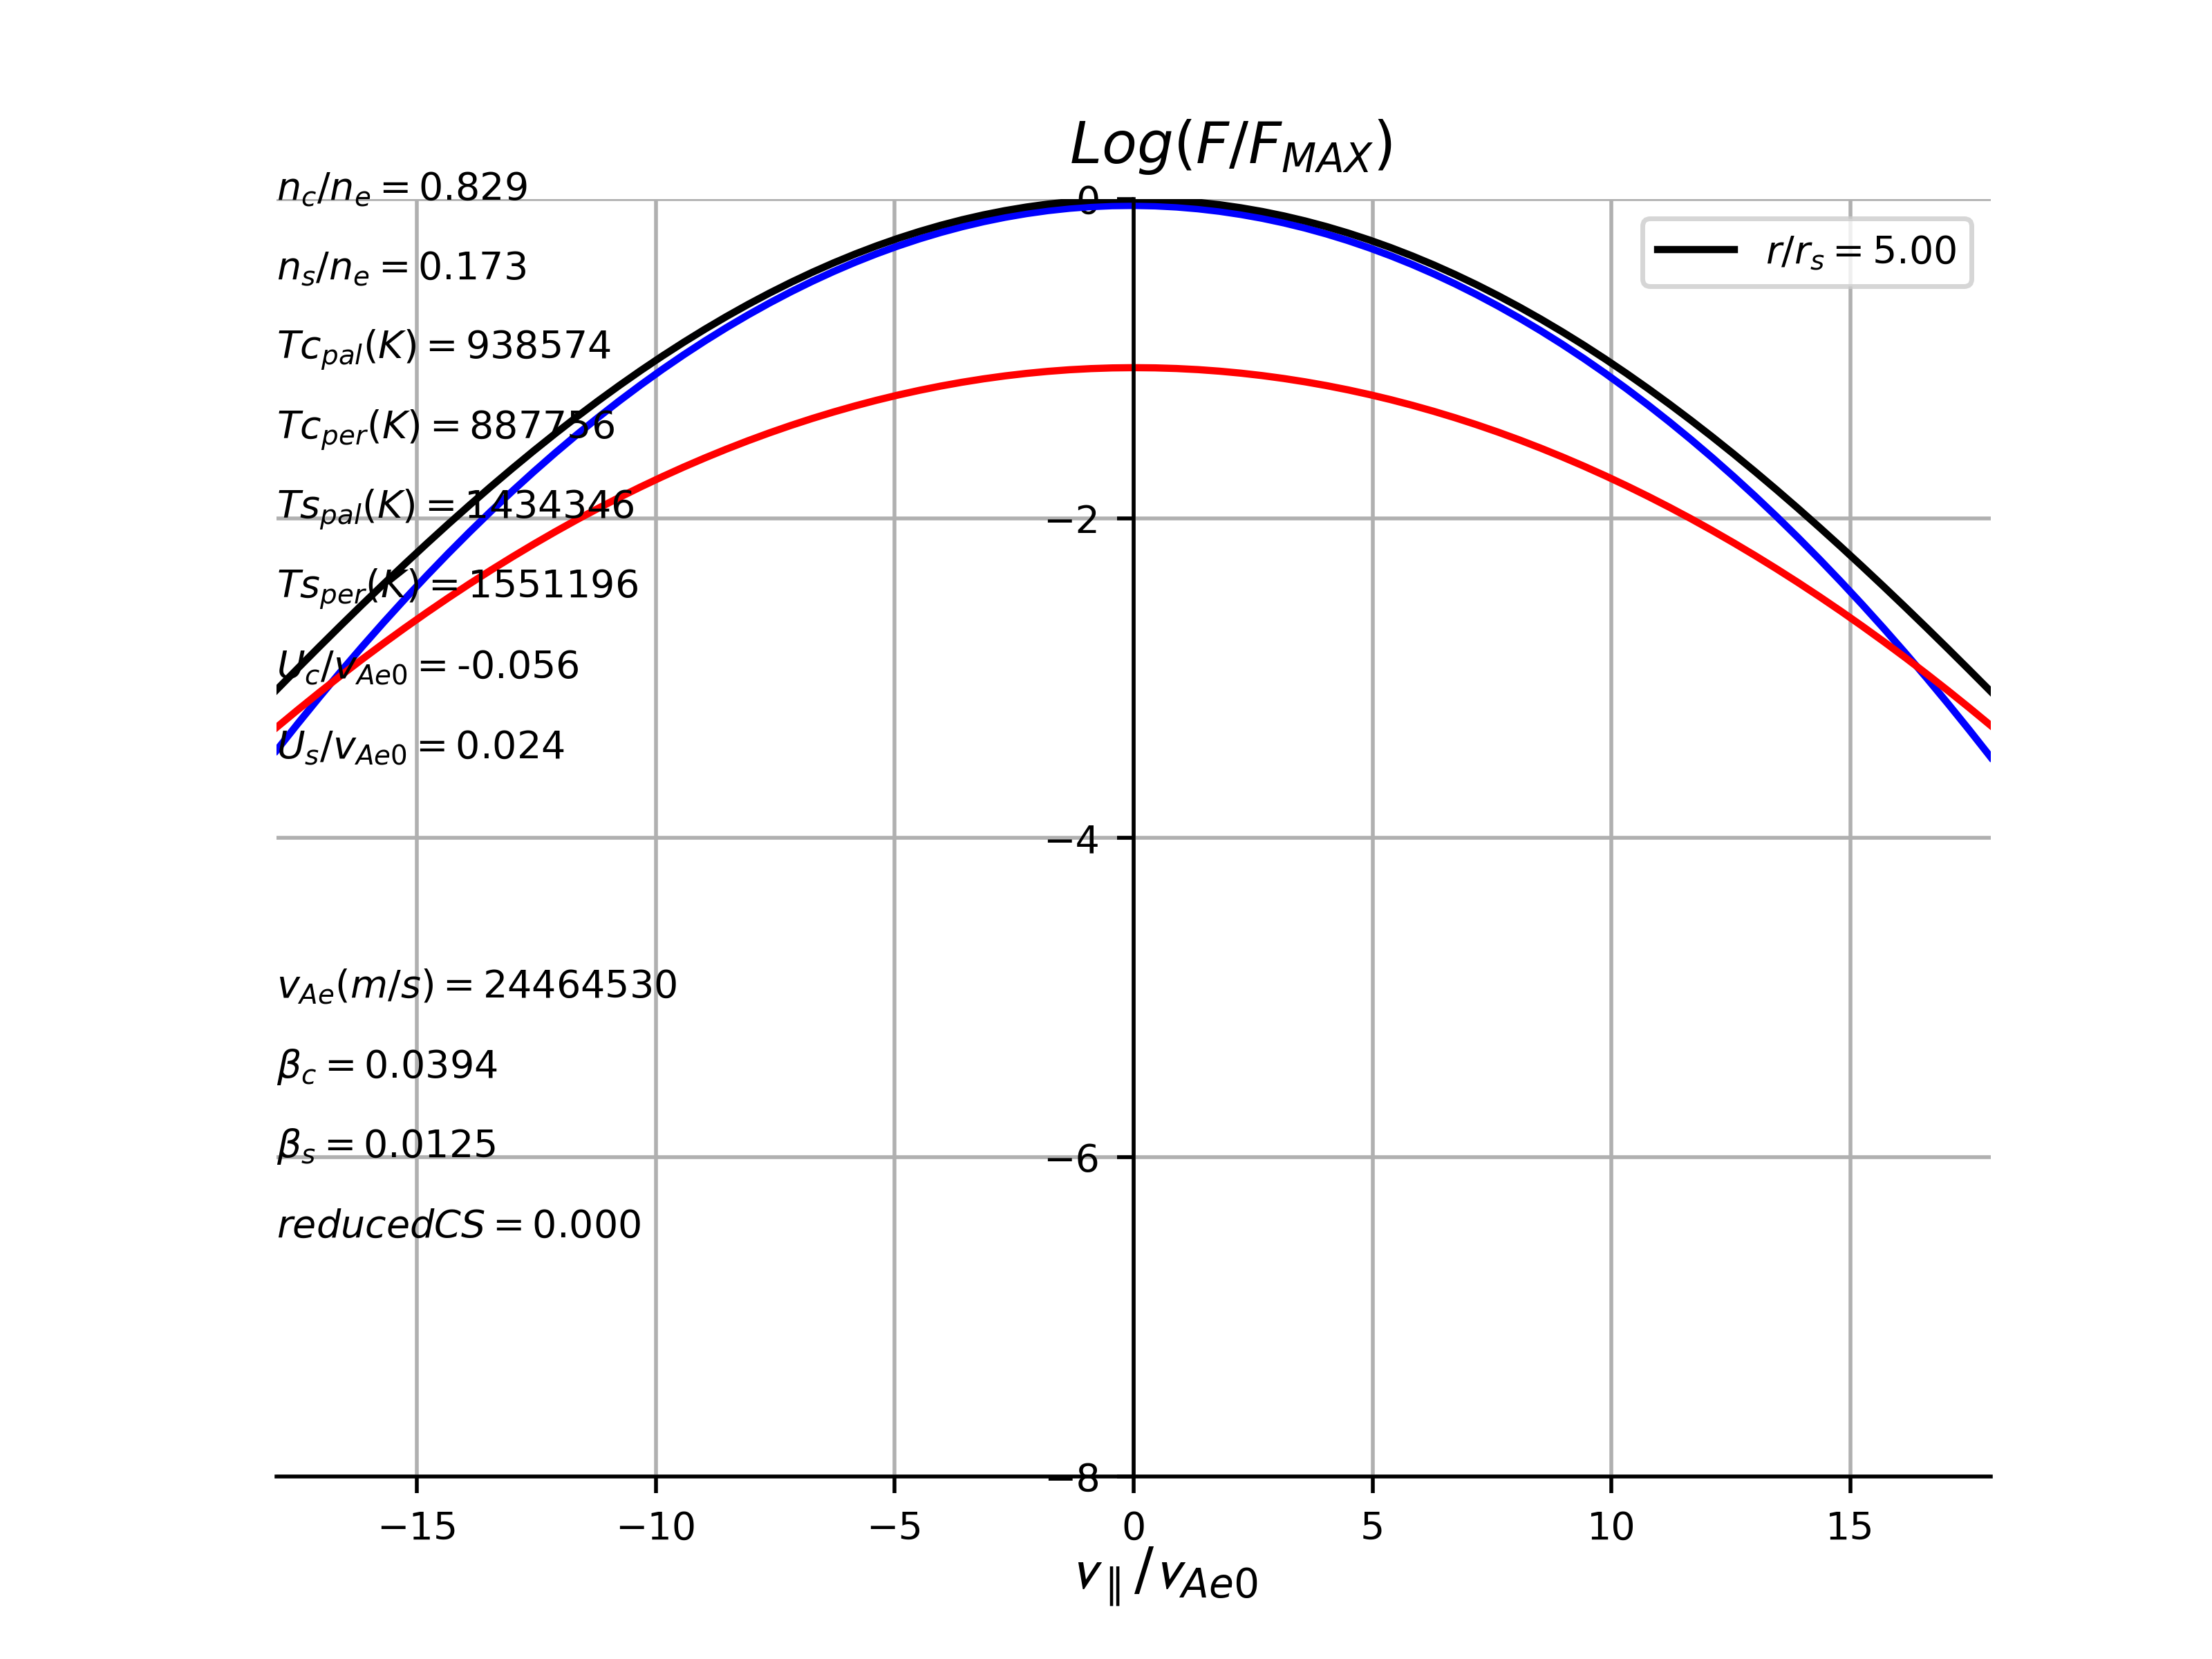 Log(F/F_MAX)
n_c/n_e = 0.829
0
r/r_s = 5.00
n_s/n_e = 0.173
Tc_pal(K) = 938574
Tc_per(K) = 887756
Ts_pal(K) = 1434346
−2
Ts_per(K) = 1551196
U_c/v_Ae0 = -0.056
U_s/v_Ae0 = 0.024
−4
v_Ae(m/s) = 24464530
β_c = 0.0394
β_s = 0.0125
−6
reducedCS = 0.000
−8
−15 −10 −5 0 5 10 15
v_∥/v_Ae0